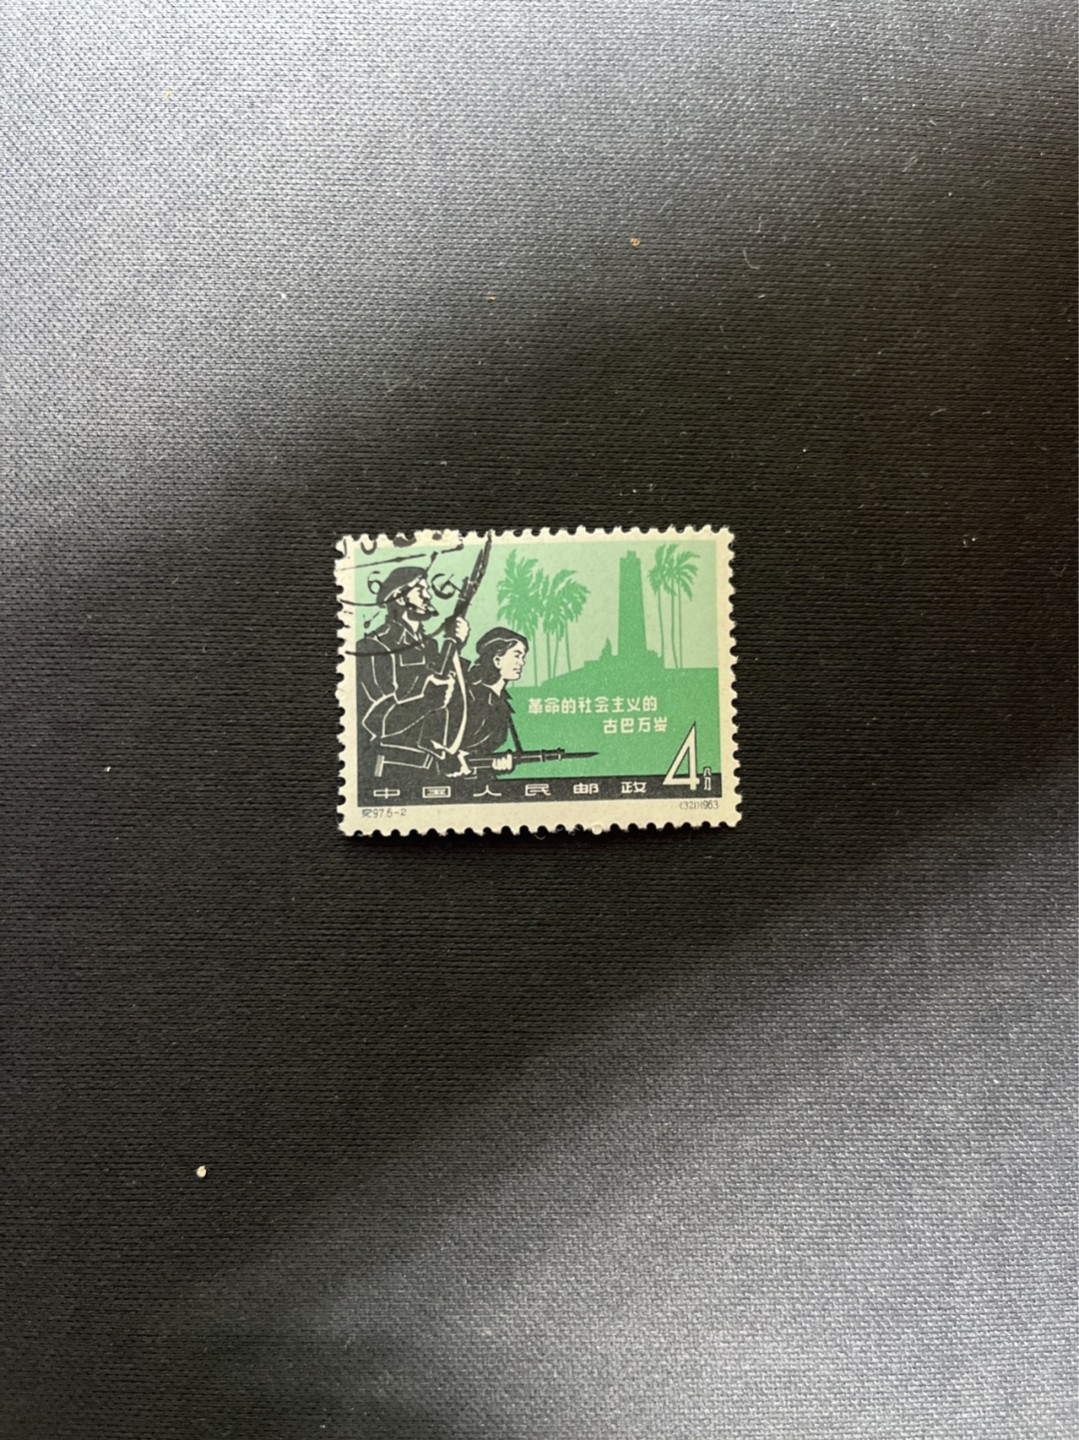 革命的社会主义的
古巴万岁
4分
中国人民邮政
纪97.6-2
(321)1963